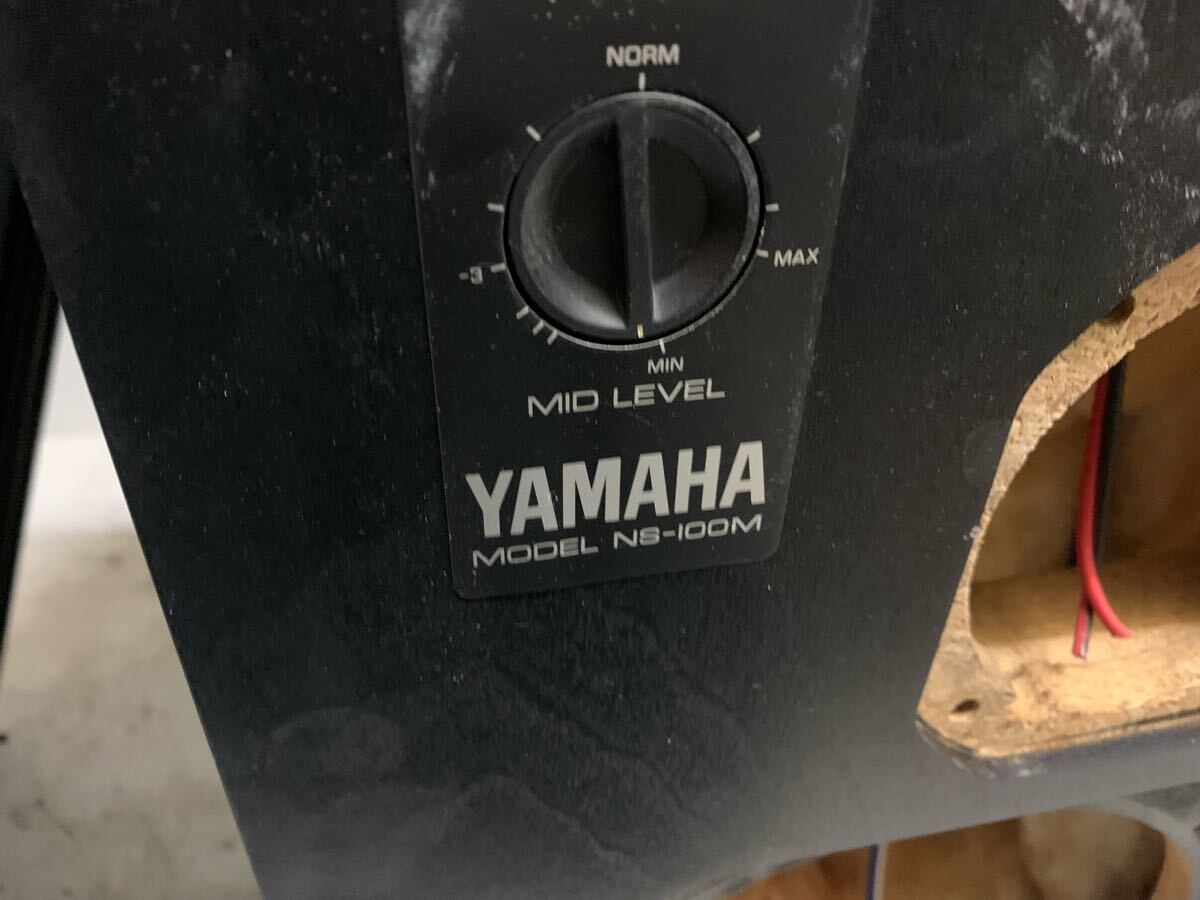 NORM
-3
MAX
MIN
MID LEVEL
YAMAHA
MODEL NS-100M